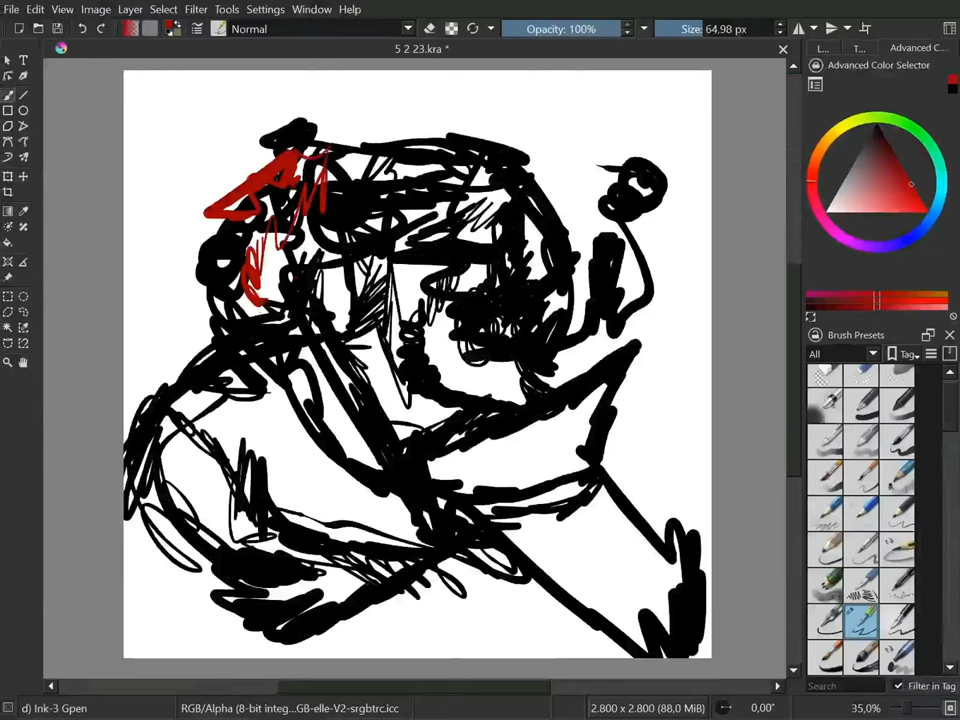 File Edit View Image Layer Select Filter Tools Settings Window Help
Normal Opacity: 100% Size: 64,98 px
5 2 23.kra *
L... T... Advanced C...
Advanced Color Selector
Brush Presets
All Tag
Search Filter in Tag
d) Ink-3 Gpen RGB/Alpha (8-bit integ...GB-elle-V2-srgbtrc.icc 2.800 x 2.800 (88,0 MiB) 0,00° 35,0%